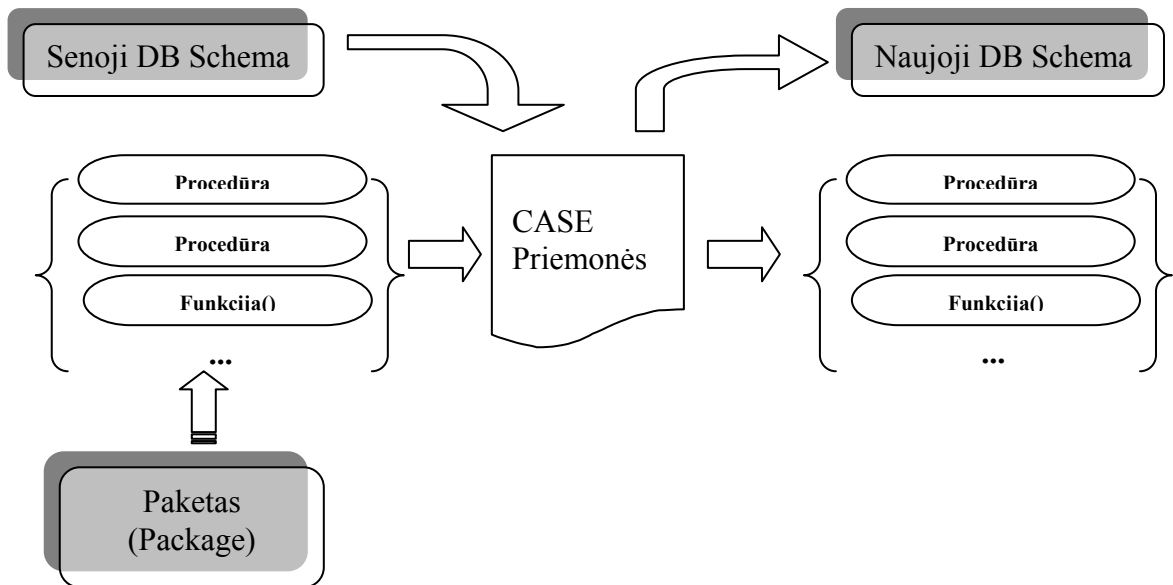 Senoji DB Schema
Naujoji DB Schema
Procedūra
Procedūra
Funkcija()
...
CASE
Priemonės
Procedūra
Procedūra
Funkcija()
...
Paketas
(Package)